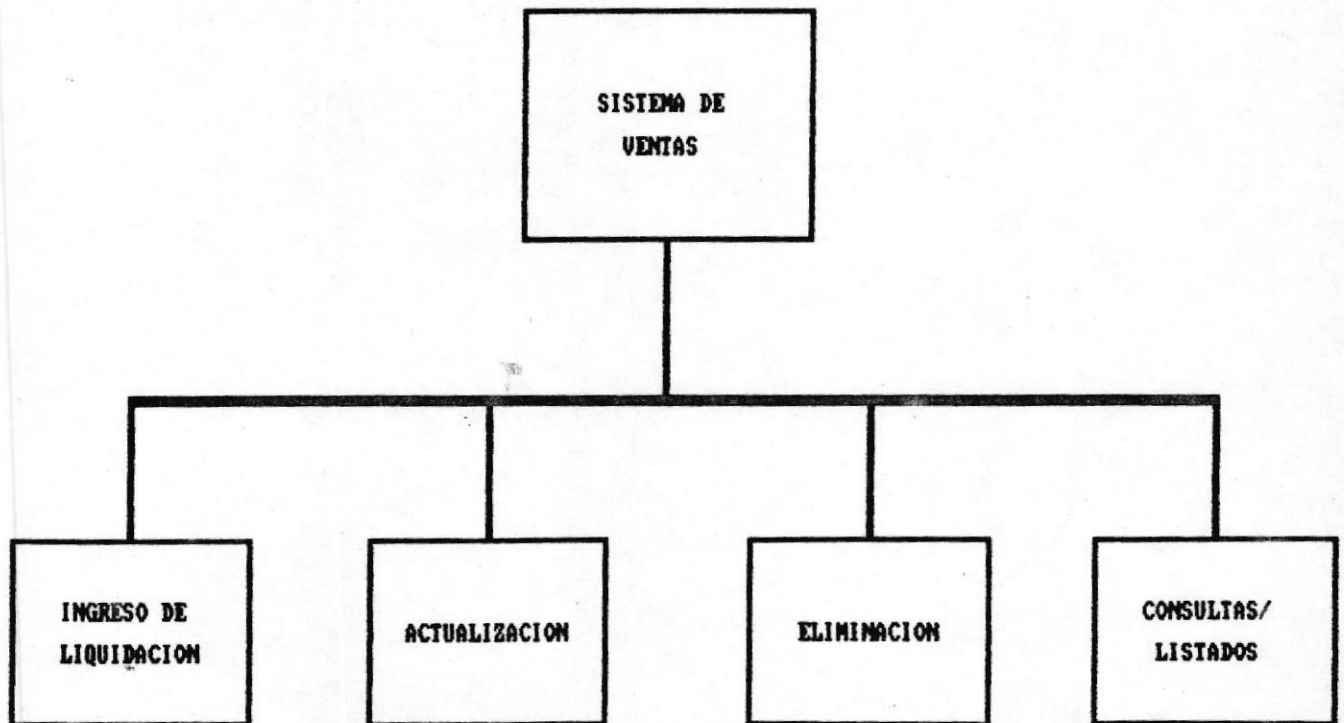 SISTEMA DE
VENTAS
INGRESO DE
LIQUIDACION
ACTUALIZACION
ELIMINACION
CONSULTAS/
LISTADOS